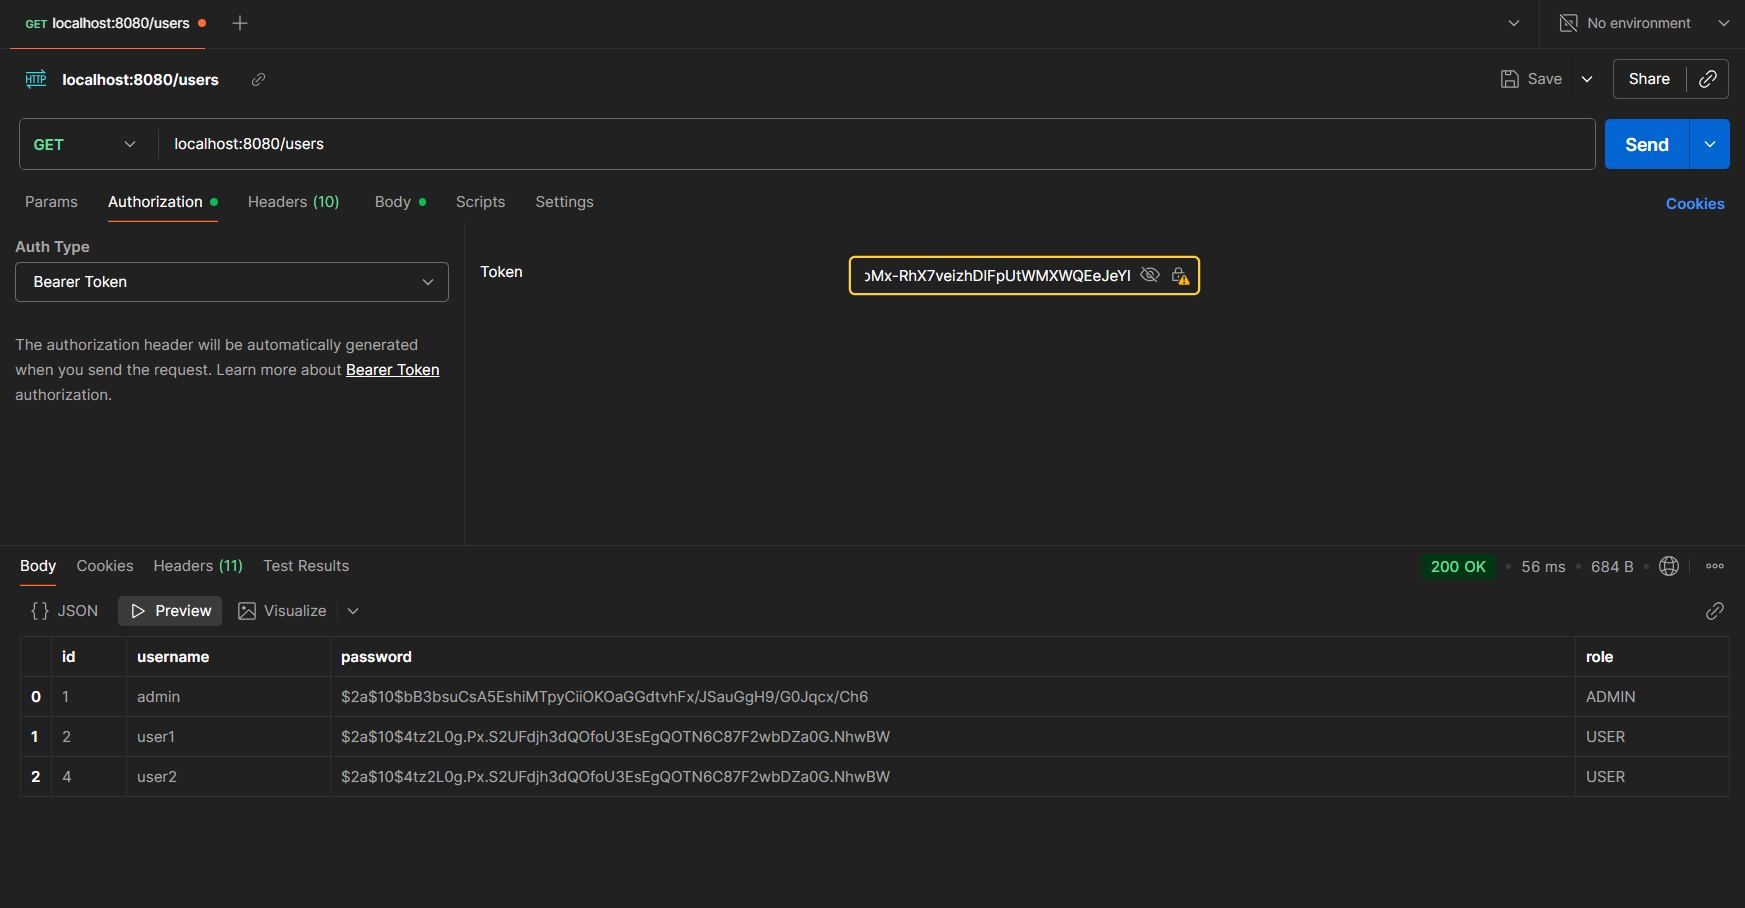 GET localhost:8080/users
No environment
HTTP localhost:8080/users
Save
Share
GET
localhost:8080/users
Send
Params
Authorization
Headers (10)
Body
Scripts
Settings
Cookies
Auth Type
Bearer Token
The authorization header will be automatically generated
when you send the request. Learn more about Bearer Token
authorization.
Token
Mx-RhX7veizhDIFpUtWMXWQEeJeYI
Body
Cookies
Headers (11)
Test Results
200 OK • 56 ms • 684 B
{} JSON
Preview
Visualize
id username password role
0 1 admin $2a$10$bB3bsuCsA5EshiMTpyCiiOKOaGGdtvhFx/JSauGgH9/G0Jqcx/Ch6 ADMIN
1 2 user1 $2a$10$4tz2L0g.Px.S2UFdjh3dQOfoU3EsEgQOTN6C87F2wbDZa0G.NhwBW USER
2 4 user2 $2a$10$4tz2L0g.Px.S2UFdjh3dQOfoU3EsEgQOTN6C87F2wbDZa0G.NhwBW USER